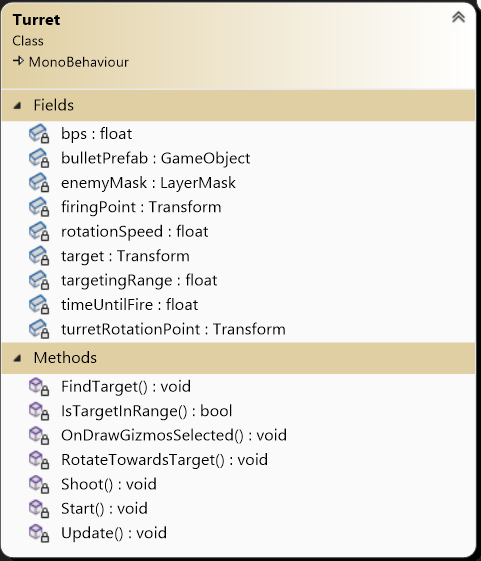 Turret
Class
MonoBehaviour
Fields
bps : float
bulletPrefab : GameObject
enemyMask : LayerMask
firingPoint : Transform
rotationSpeed : float
target : Transform
targetingRange : float
timeUntilFire : float
turretRotationPoint : Transform
Methods
FindTarget() : void
IsTargetInRange() : bool
OnDrawGizmosSelected() : void
RotateTowardsTarget() : void
Shoot() : void
Start() : void
Update() : void